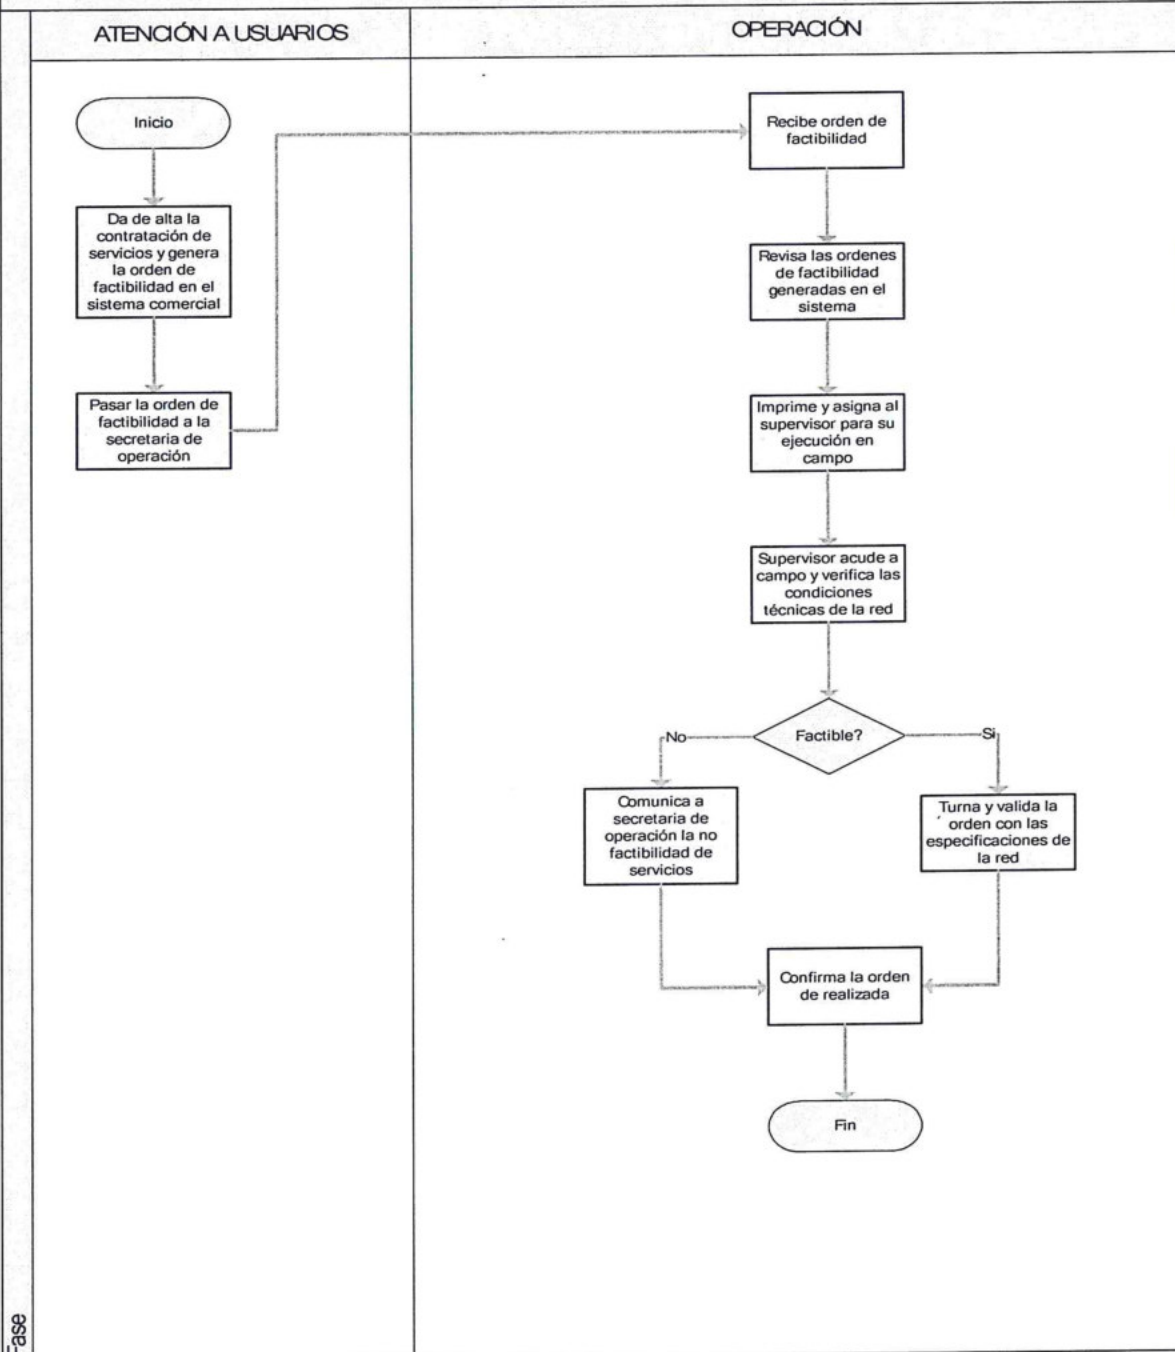 ATENCIÓN A USUARIOS
OPERACIÓN
Inicio
Da de alta la
contratación de
servicios y genera
la orden de
factibilidad en el
sistema comercial
Pasar la orden de
factibilidad a la
secretaria de
operación
Recibe orden de
factibilidad
Revisa las ordenes
de factibilidad
generadas en el
sistema
Imprime y asigna al
supervisor para su
ejecución en
campo
Supervisor acude a
campo y verifica las
condiciones
técnicas de la red
Factible?
No
Si
Comunica a
secretaria de
operación la no
factibilidad de
servicios
Turna y valida la
orden con las
especificaciones de
la red
Confirma la orden
de realizada
Fin
Fase